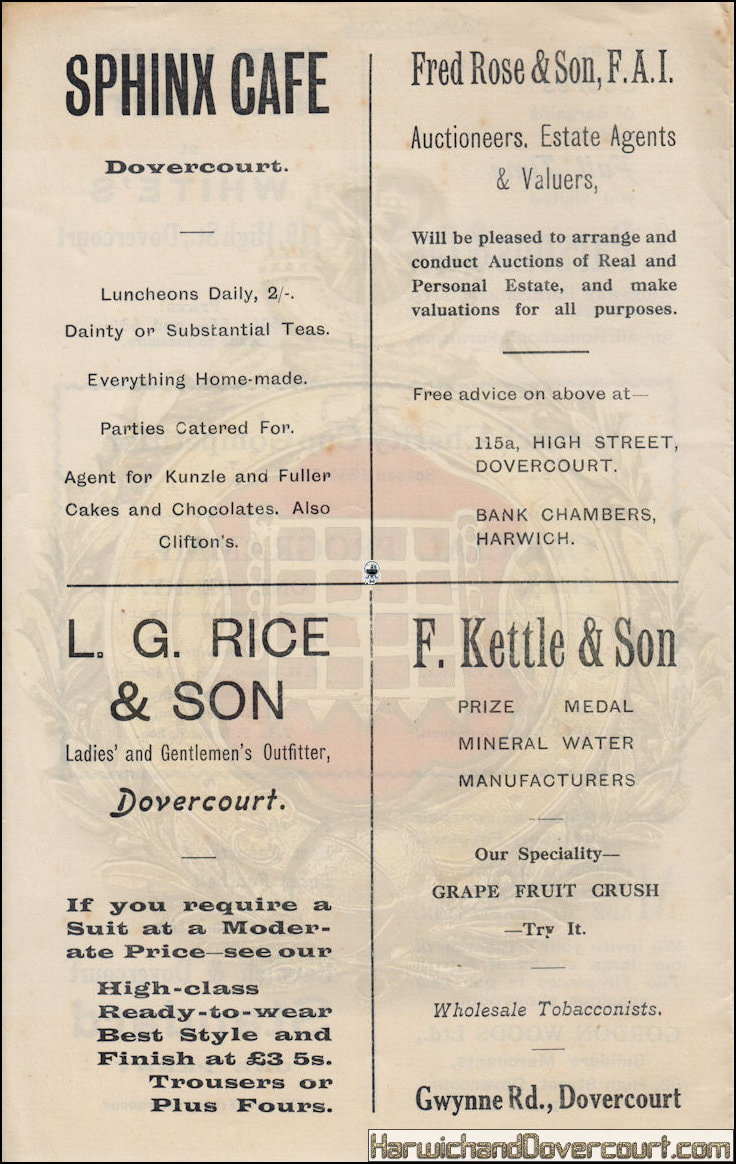 SPHINX CAFE
Dovercourt.
Luncheons Daily, 2/-.
Dainty or Substantial Teas.
Everything Home-made.
Parties Catered For.
Agent for Kunzle and Fuller
Cakes and Chocolates. Also
Clifton's.
Fred Rose & Son, F.A.I.
Auctioneers, Estate Agents
& Valuers,
Will be pleased to arrange and
conduct Auctions of Real and
Personal Estate, and make
valuations for all purposes.
Free advice on above at—
115a, HIGH STREET,
DOVERCOURT.
BANK CHAMBERS,
HARWICH.
L. G. RICE
& SON
Ladies' and Gentlemen's Outfitter,
Dovercourt.
If you require a
Suit at a Moder-
ate Price—see our
High-class
Ready-to-wear
Best Style and
Finish at £3 5s.
Trousers or
Plus Fours.
F. Kettle & Son
PRIZE MEDAL
MINERAL WATER
MANUFACTURERS
Our Speciality—
GRAPE FRUIT CRUSH
—Try It.
Wholesale Tobacconists.
Gwynne Rd., Dovercourt
HarwichandDovercourt.com